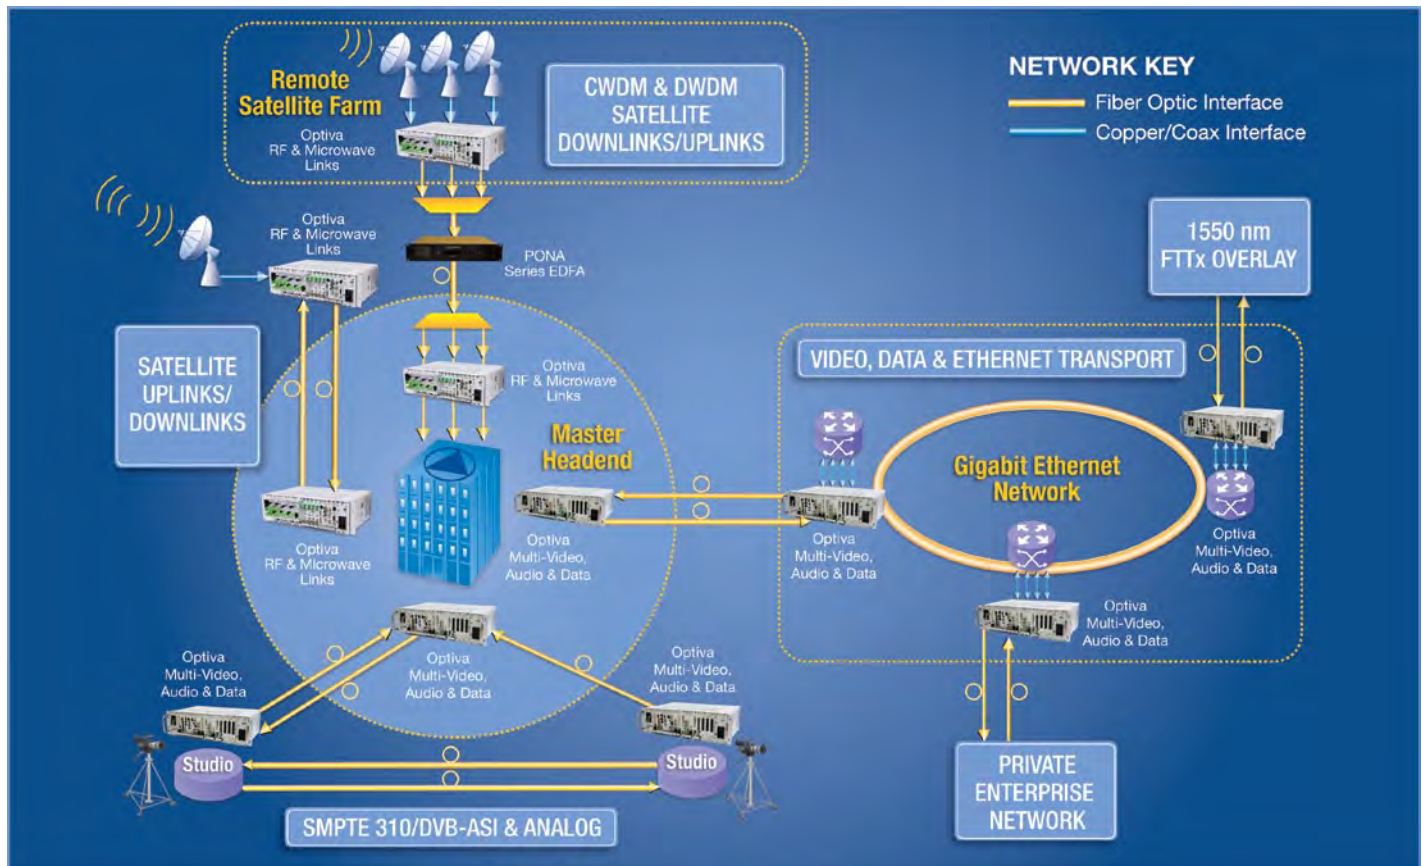 Remote
Satellite Farm
Optiva
RF & Microwave
Links
CWDM & DWDM
SATELLITE
DOWNLINKS/UPLINKS
NETWORK KEY
Fiber Optic Interface
Copper/Coax Interface
Optiva
RF & Microwave
Links
PONA
Series EDFA
1550 nm
FTTx OVERLAY
SATELLITE
UPLINKS/
DOWNLINKS
Optiva
RF & Microwave
Links
VIDEO, DATA & ETHERNET TRANSPORT
Master
Headend
Gigabit Ethernet
Network
Optiva
RF & Microwave
Links
Optiva
Multi-Video,
Audio & Data
Optiva
Multi-Video,
Audio & Data
Optiva
Multi-Video,
Audio & Data
Optiva
Multi-Video,
Audio & Data
Optiva
Multi-Video,
Audio & Data
Optiva
Multi-Video,
Audio & Data
Optiva
Multi-Video,
Audio & Data
Studio
Studio
SMPTE 310/DVB-ASI & ANALOG
PRIVATE
ENTERPRISE
NETWORK